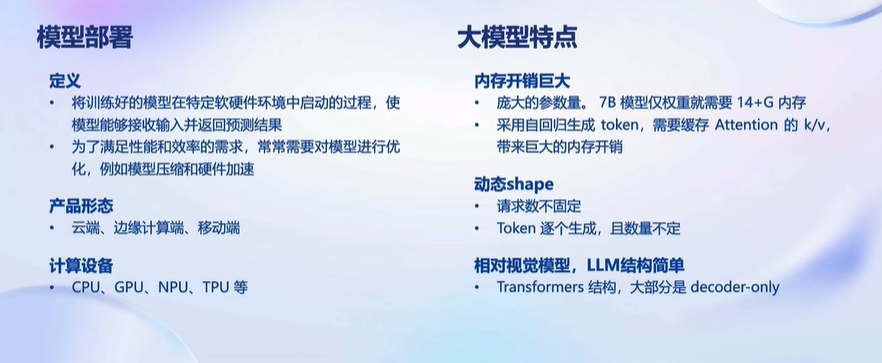 模型部署
定义
• 将训练好的模型在特定软硬件环境中启动的过程，使
模型能够接收输入并返回预测结果
• 为了满足性能和效率的需求，常常需要对模型进行优
化，例如模型压缩和硬件加速
产品形态
• 云端、边缘计算端、移动端
计算设备
• CPU、GPU、NPU、TPU 等
大模型特点
内存开销巨大
• 庞大的参数量。 7B 模型仅权重就需要 14+G 内存
• 采用自回归生成 token，需要缓存 Attention 的 k/v，
带来巨大的内存开销
动态shape
• 请求数不固定
• Token 逐个生成，且数量不定
相对视觉模型，LLM结构简单
• Transformers 结构，大部分是 decoder-only